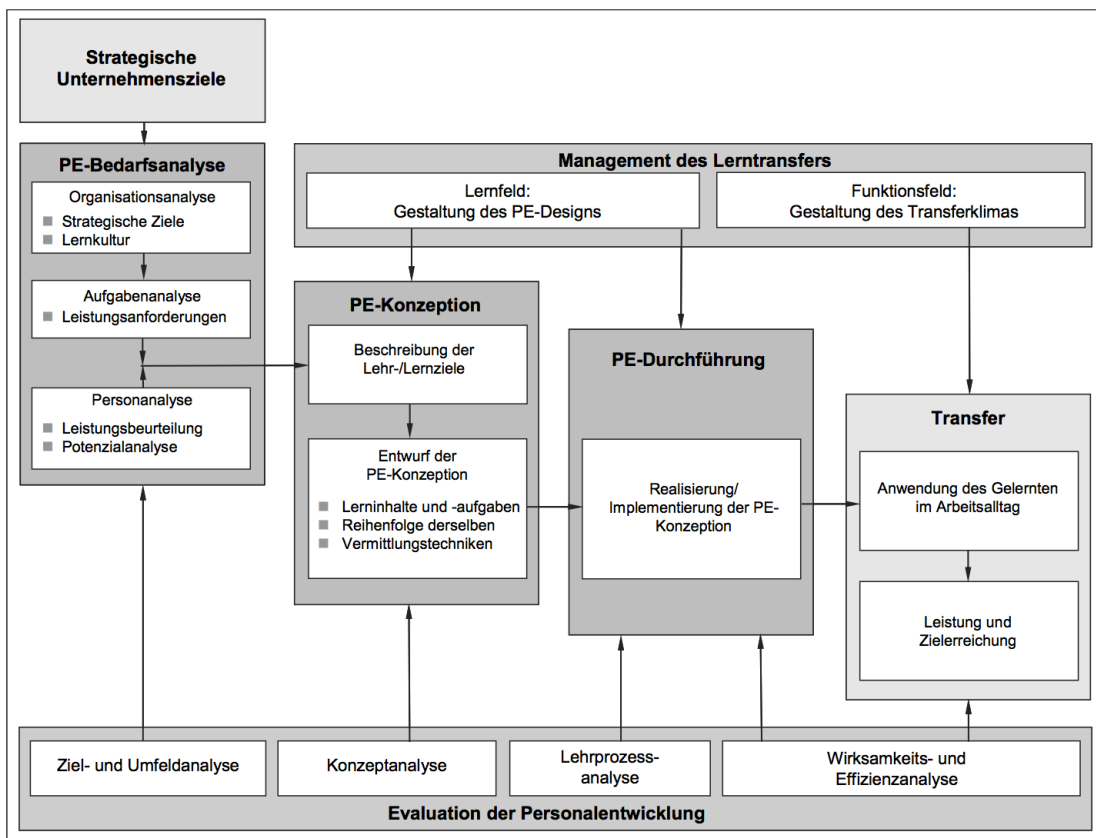 Strategische
Unternehmensziele
PE-Bedarfsanalyse
Organisationsanalyse
Strategische Ziele
Lernkultur
Aufgabenanalyse
Leistungsanforderungen
Personanalyse
Leistungsbeurteilung
Potenzialanalyse
Management des Lerntransfers
Lernfeld:
Gestaltung des PE-Designs
Funktionsfeld:
Gestaltung des Transferklimas
PE-Konzeption
Beschreibung der
Lehr-/Lernziele
Entwurf der
PE-Konzeption
Lerninhalte und -aufgaben
Reihenfolge derselben
Vermittlungstechniken
PE-Durchführung
Realisierung/
Implementierung der PE-
Konzeption
Transfer
Anwendung des Gelernten
im Arbeitsalltag
Leistung und
Zielerreichung
Ziel- und Umfeldanalyse
Konzeptanalyse
Lehrprozess-
analyse
Wirksamkeits- und
Effizienzanalyse
Evaluation der Personalentwicklung